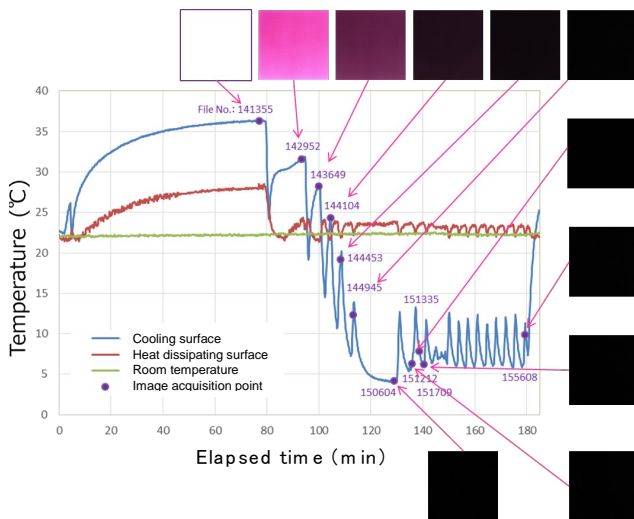 40
35
30
25
20
15
10
5
0
Temperature (℃)
File No.: 141355
142952
143649
144104
144453
144945
151335
150604
151212
151709
155608
Cooling surface
Heat dissipating surface
Room temperature
Image acquisition point
0 20 40 60 80 100 120 140 160 180
Elapsed time (min)